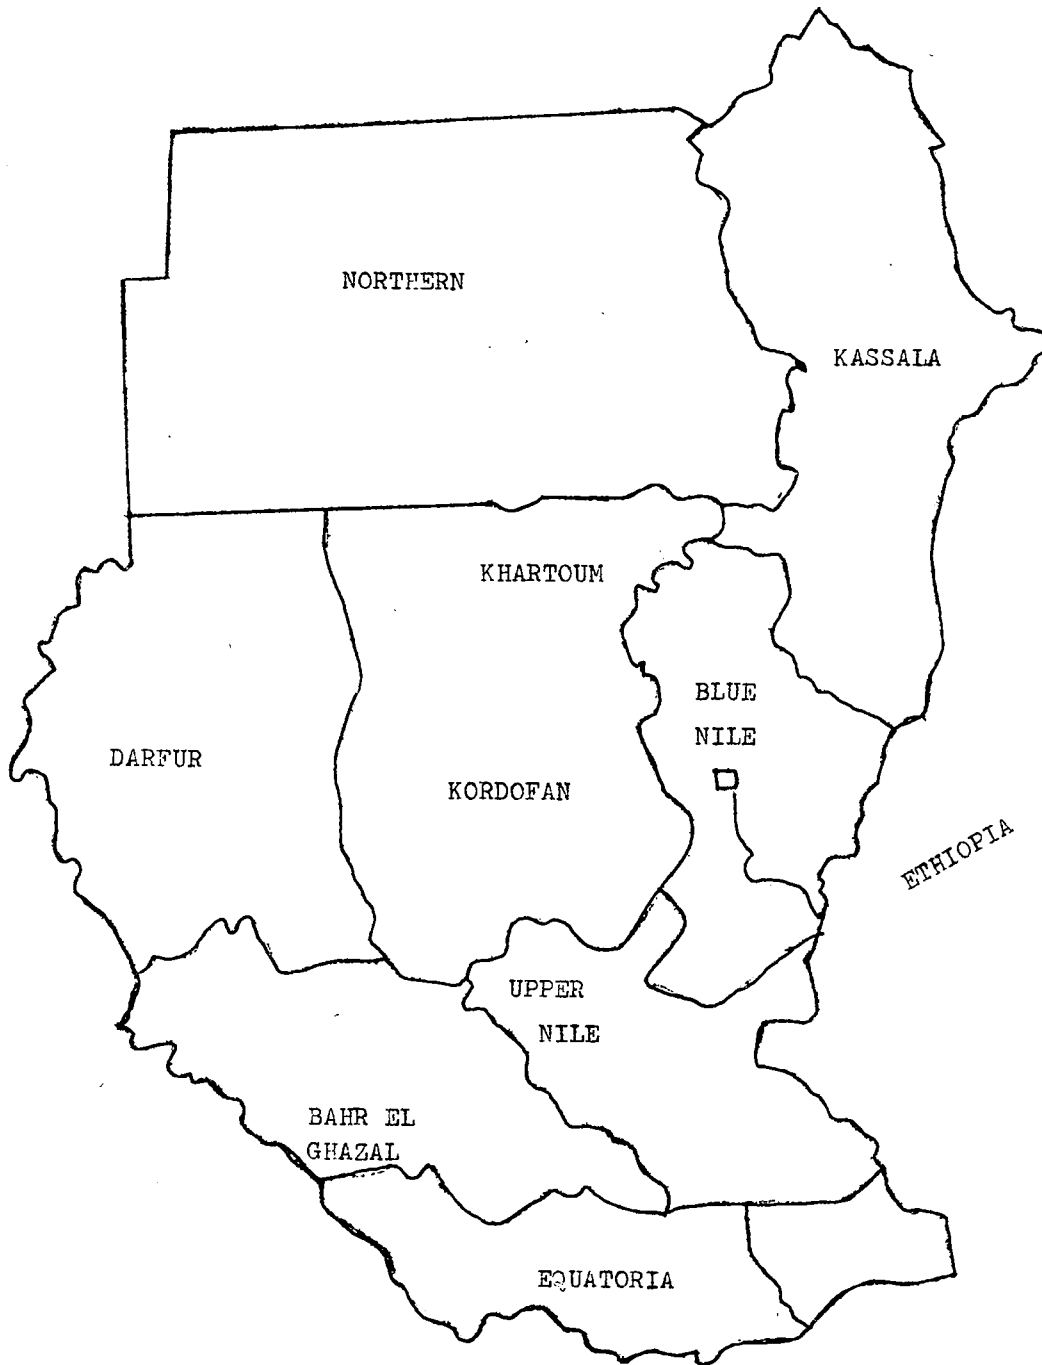 NORTHERN
KASSALA
KHARTOUM
BLUE
NILE
DARFUR
KORDOFAN
ETHIOPIA
UPPER
NILE
BAHR EL
GHAZAL
EQUATORIA